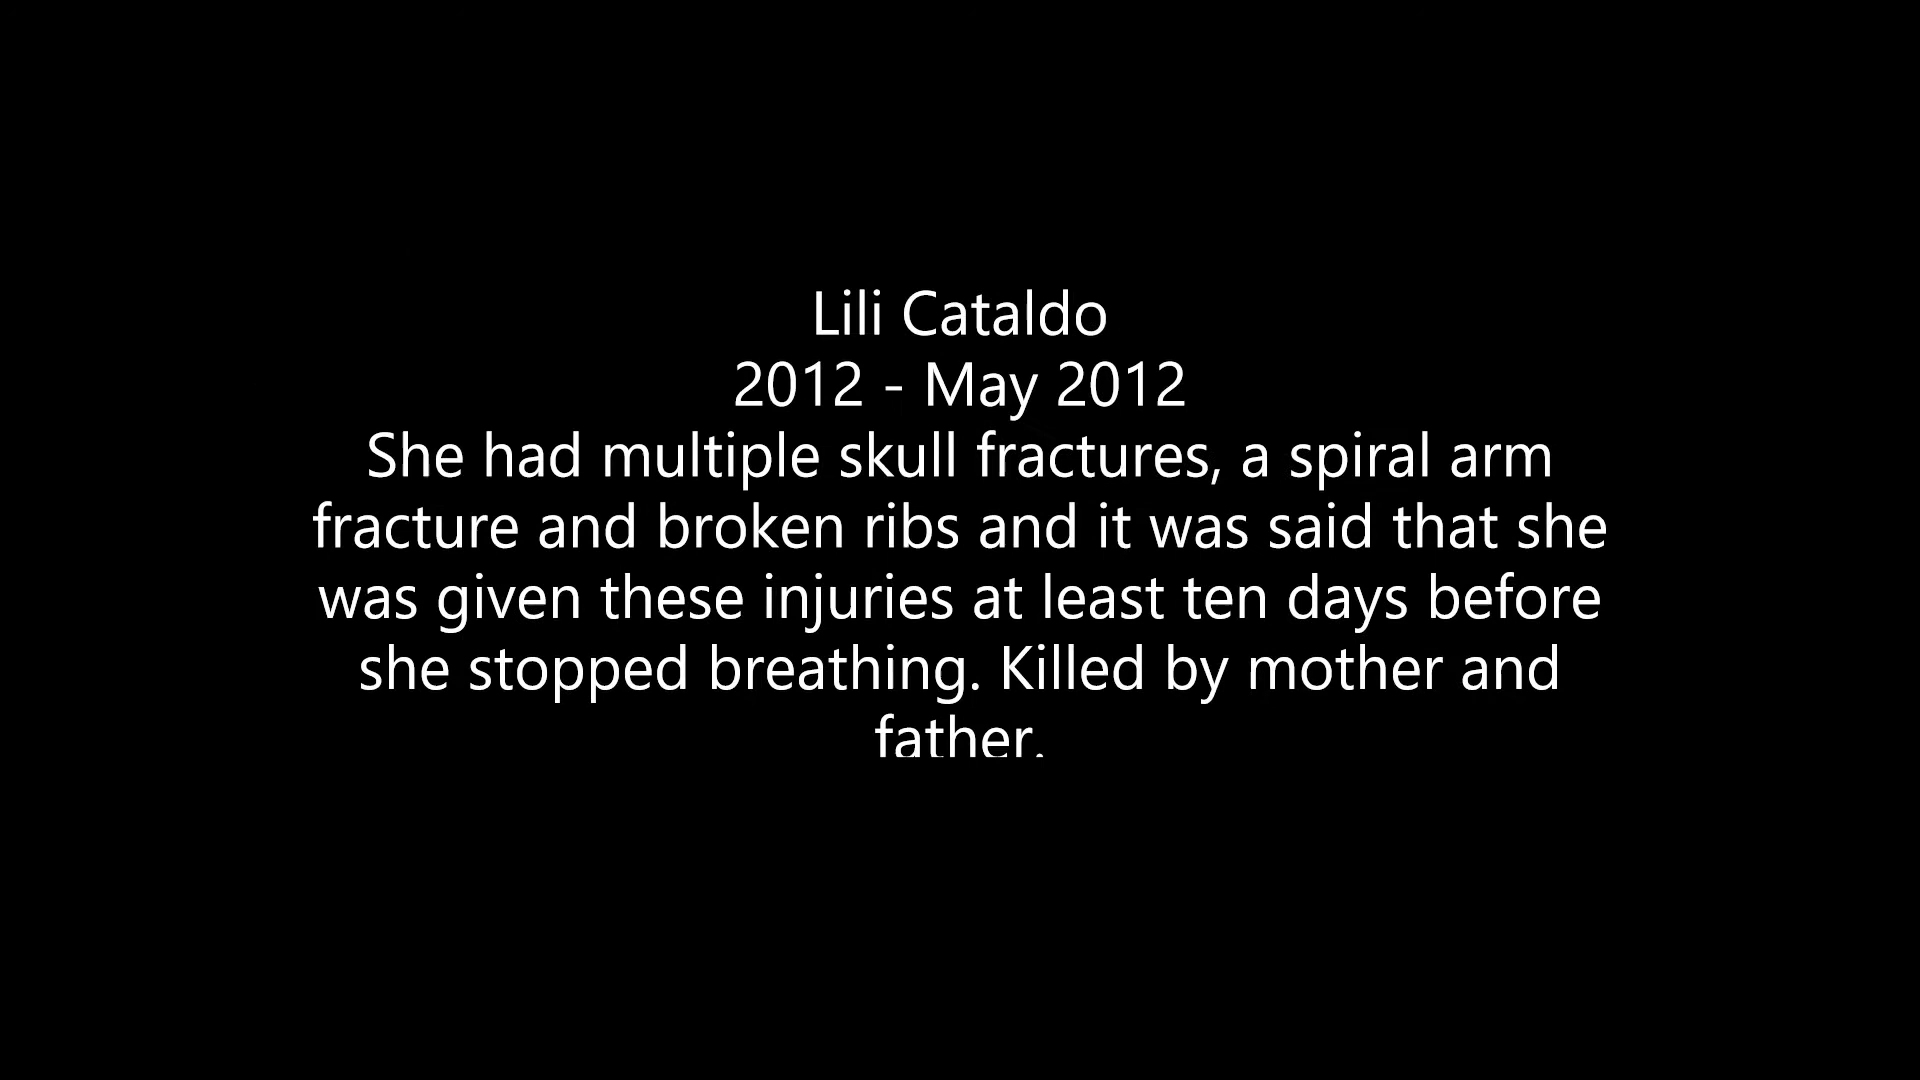 Lili Cataldo
2012 - May 2012
She had multiple skull fractures, a spiral arm
fracture and broken ribs and it was said that she
was given these injuries at least ten days before
she stopped breathing. Killed by mother and
father.